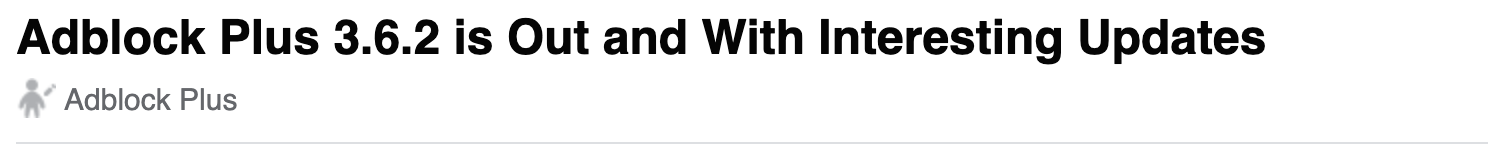 Adblock Plus 3.6.2 is Out and With Interesting Updates
Adblock Plus